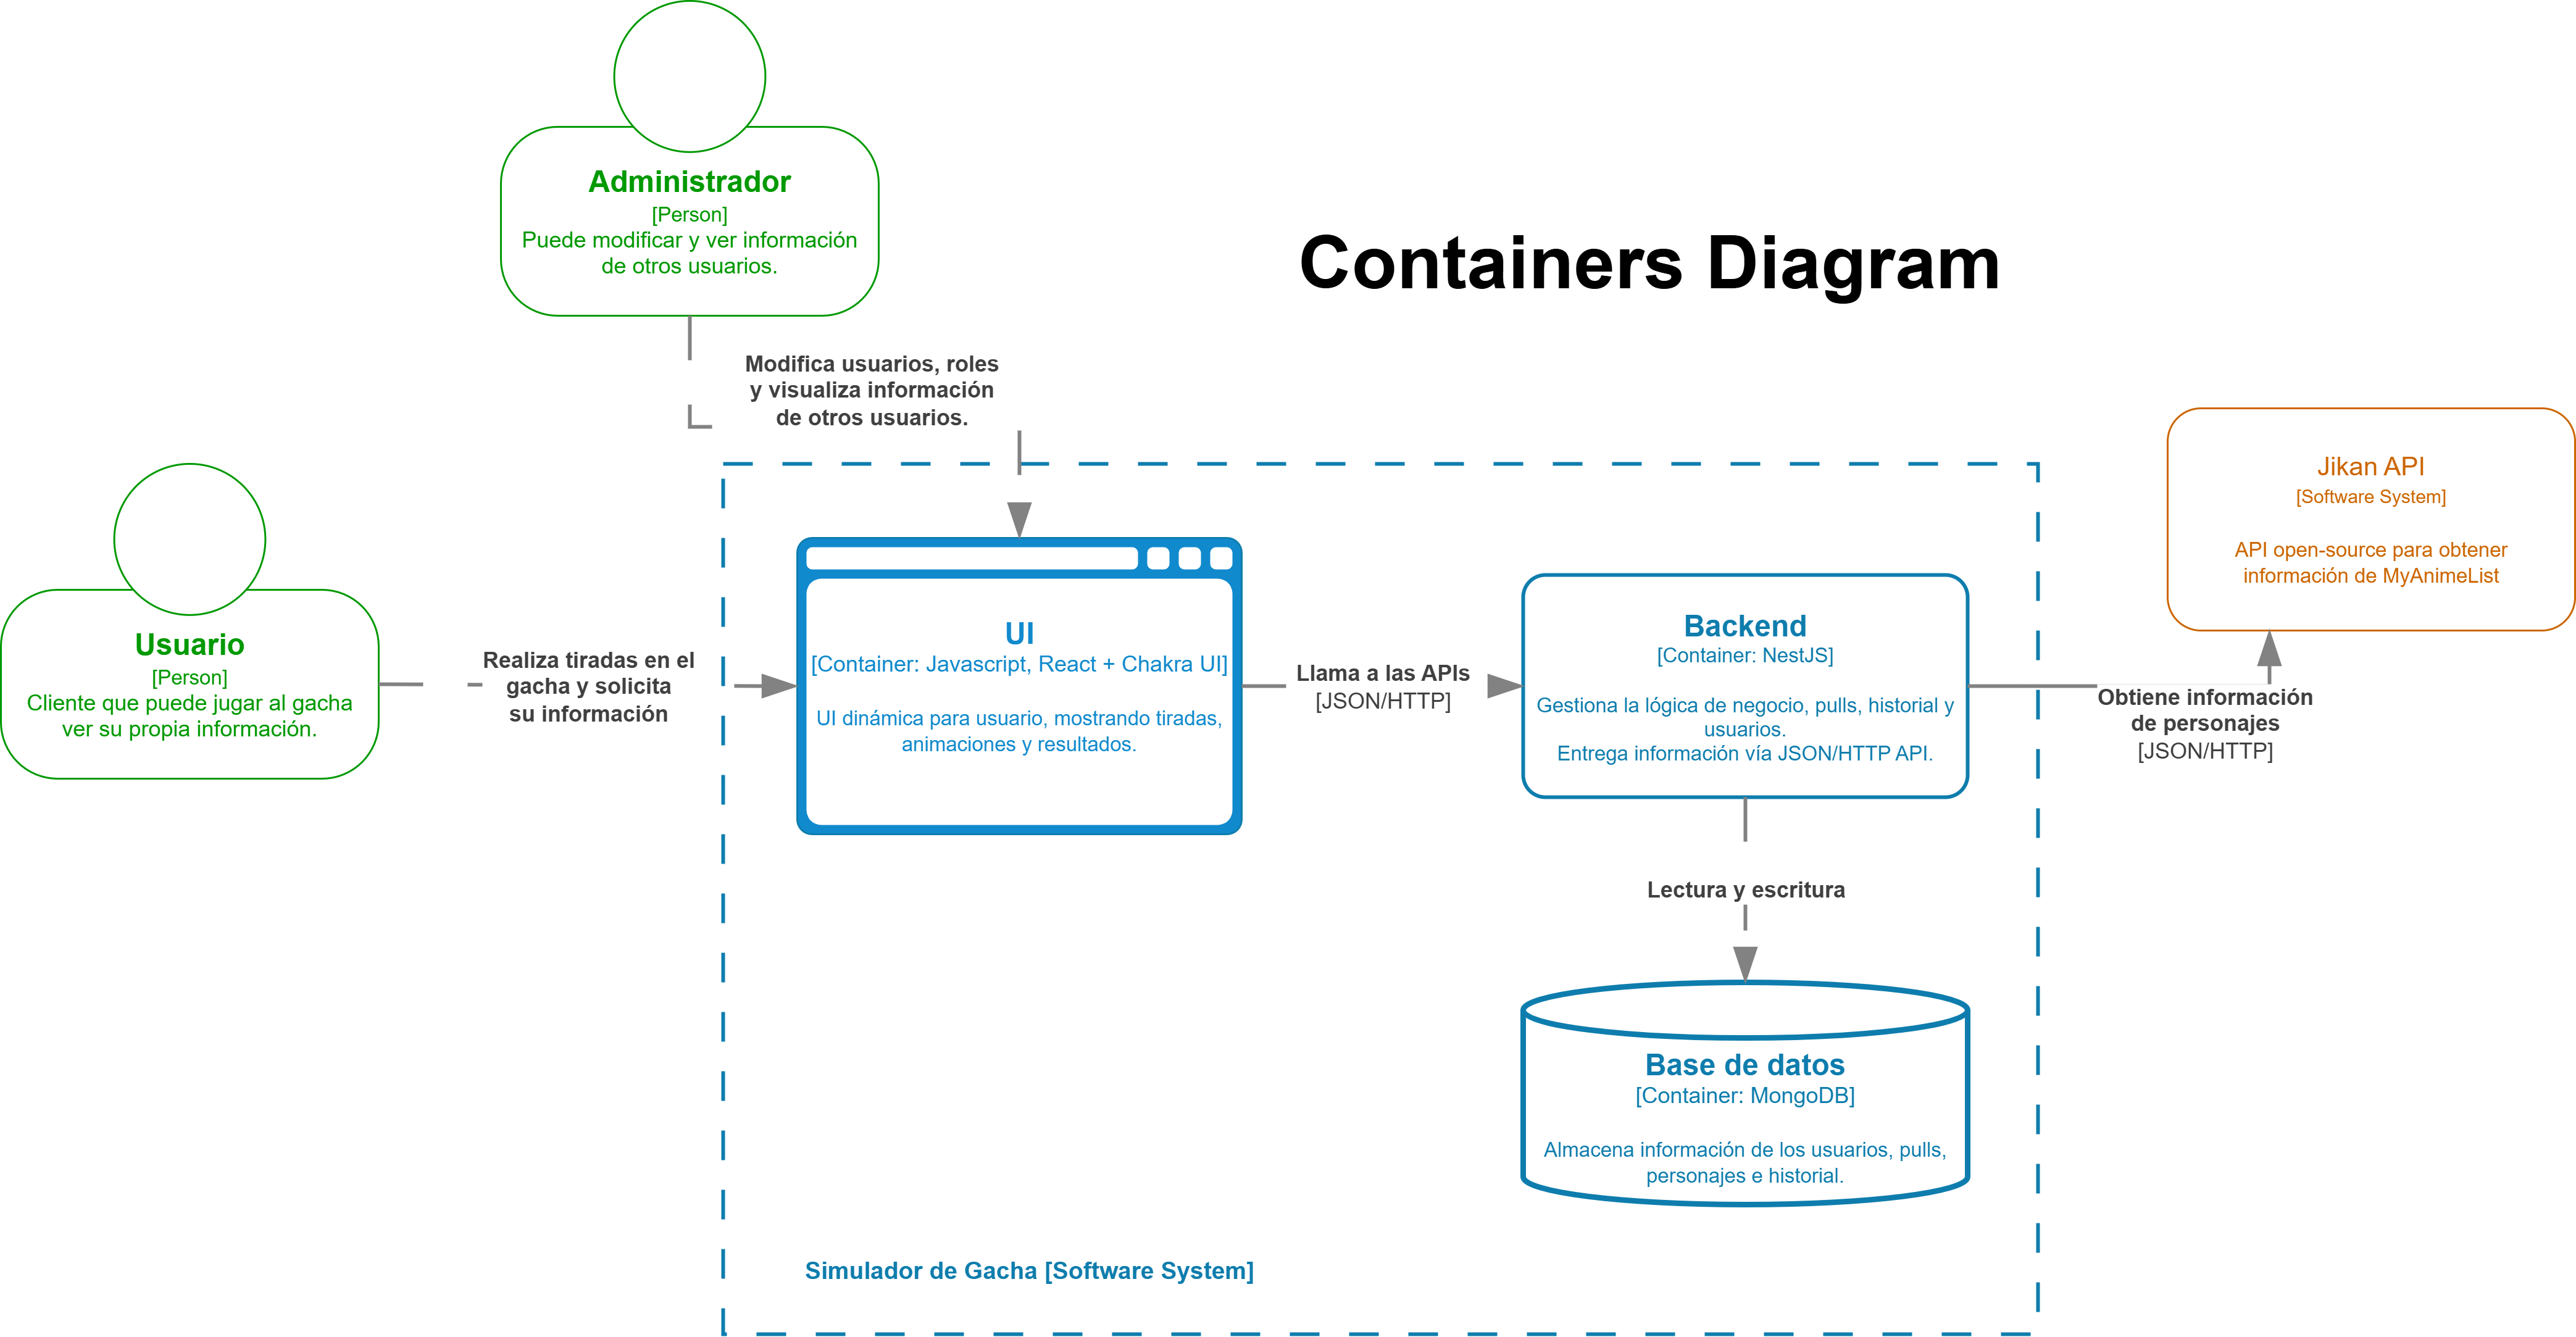 Administrador
[Person]
Puede modificar y ver información
de otros usuarios.
Containers Diagram
Modifica usuarios, roles
y visualiza información
de otros usuarios.
Usuario
[Person]
Cliente que puede jugar al gacha
ver su propia información.
Realiza tiradas en el
gacha y solicita
su información
UI
[Container: Javascript, React + Chakra UI]
UI dinámica para usuario, mostrando tiradas,
animaciones y resultados.
Llama a las APIs
[JSON/HTTP]
Backend
[Container: NestJS]
Gestiona la lógica de negocio, pulls, historial y
usuarios.
Entrega información vía JSON/HTTP API.
Jikan API
[Software System]
API open-source para obtener
información de MyAnimeList
Obtiene información
de personajes
[JSON/HTTP]
Lectura y escritura
Base de datos
[Container: MongoDB]
Almacena información de los usuarios, pulls,
personajes e historial.
Simulador de Gacha [Software System]